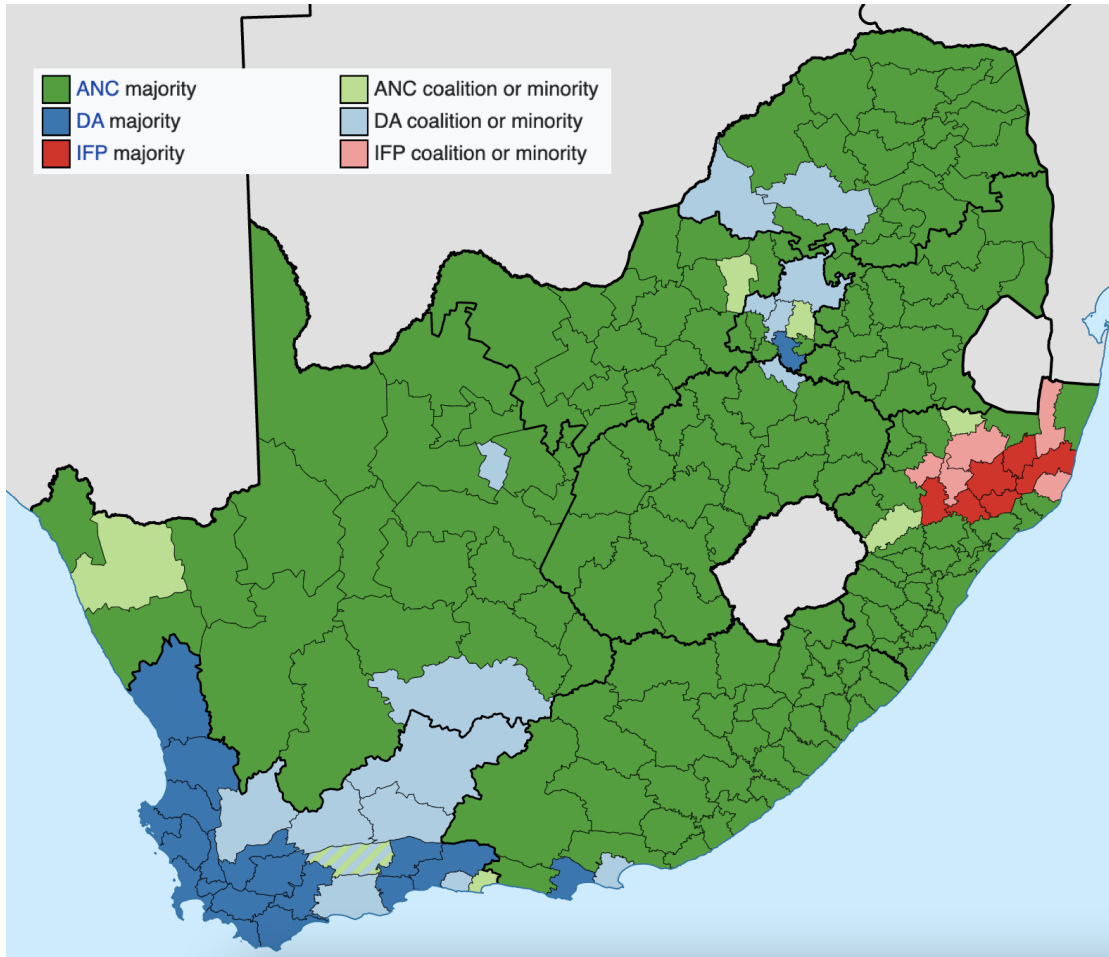 ANC majority
ANC coalition or minority
DA majority
DA coalition or minority
IFP majority
IFP coalition or minority